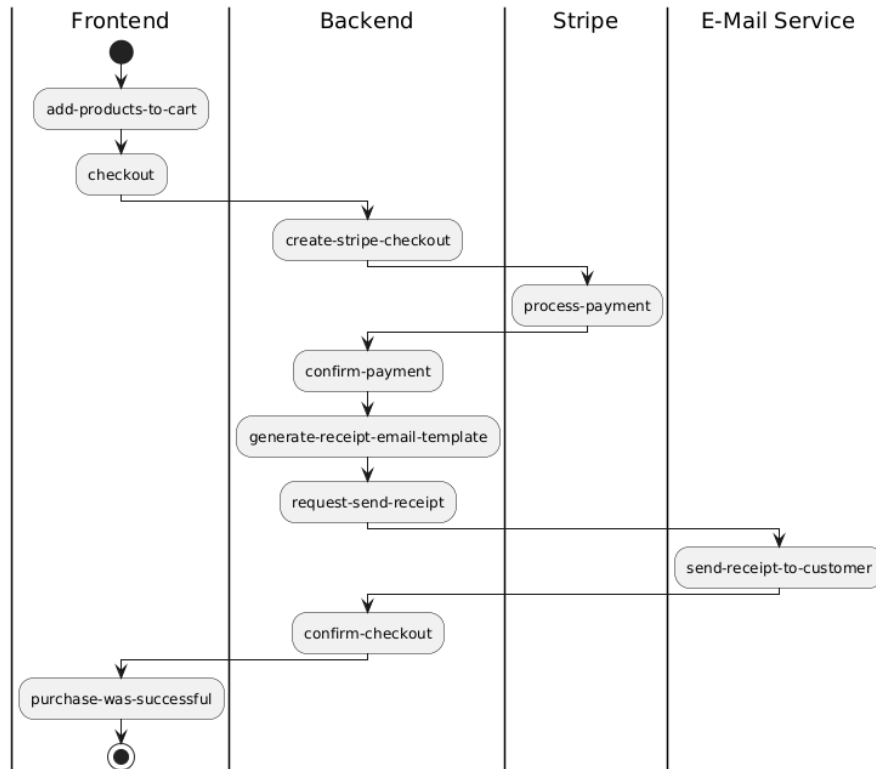 Frontend
Backend
Stripe
E-Mail Service
add-products-to-cart
checkout
create-stripe-checkout
process-payment
confirm-payment
generate-receipt-email-template
request-send-receipt
send-receipt-to-customer
confirm-checkout
purchase-was-successful